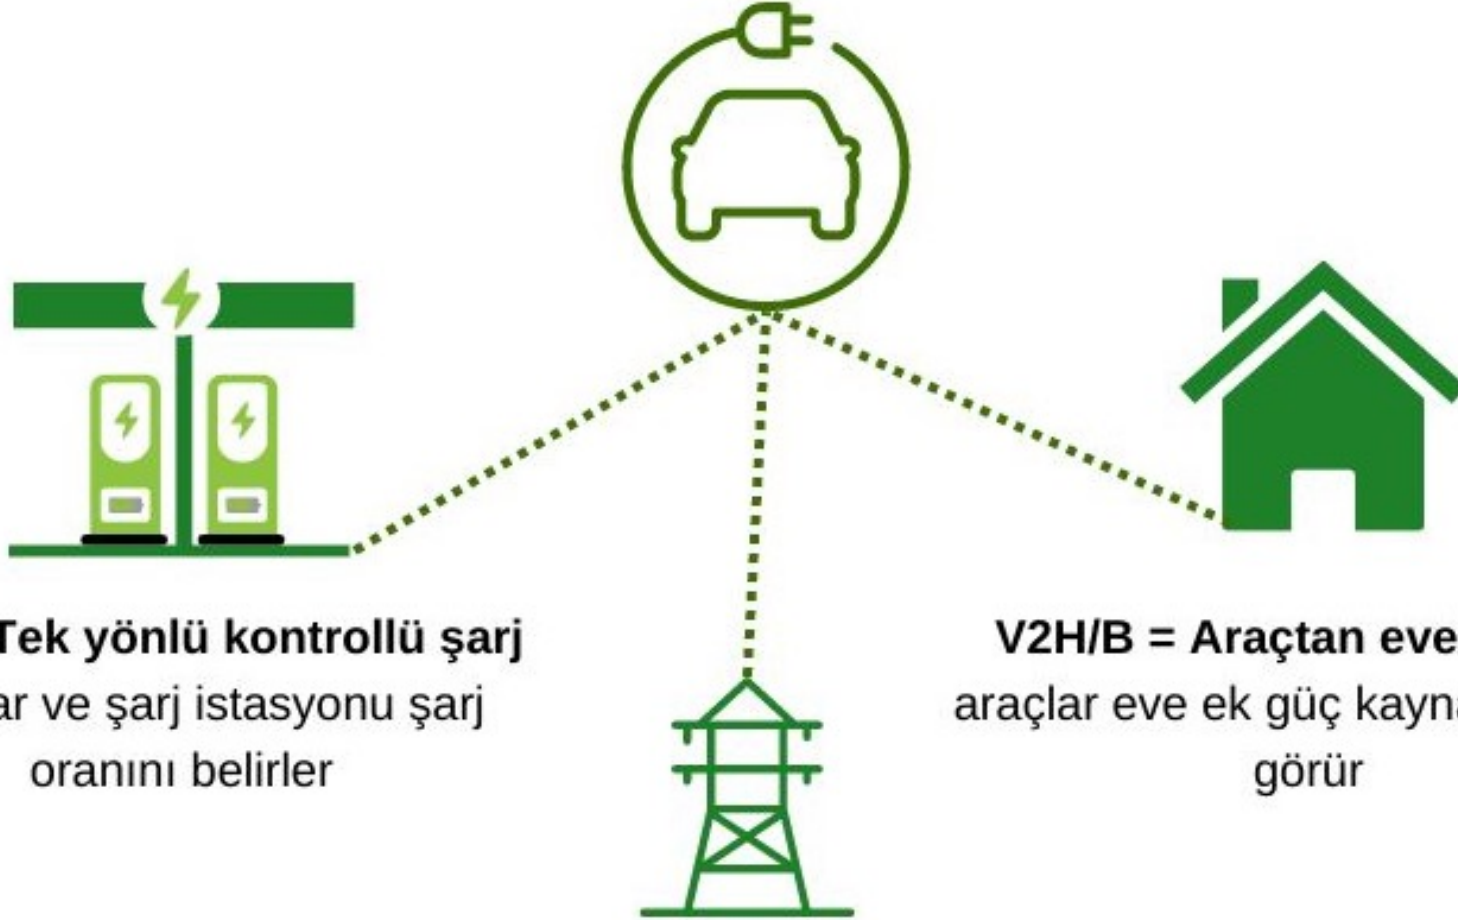 Tek yönlü kontrollü şarj
ar ve şarj istasyonu şarj
oranını belirler
V2H/B = Araçtan eve
araçlar eve ek güç kayna
görür